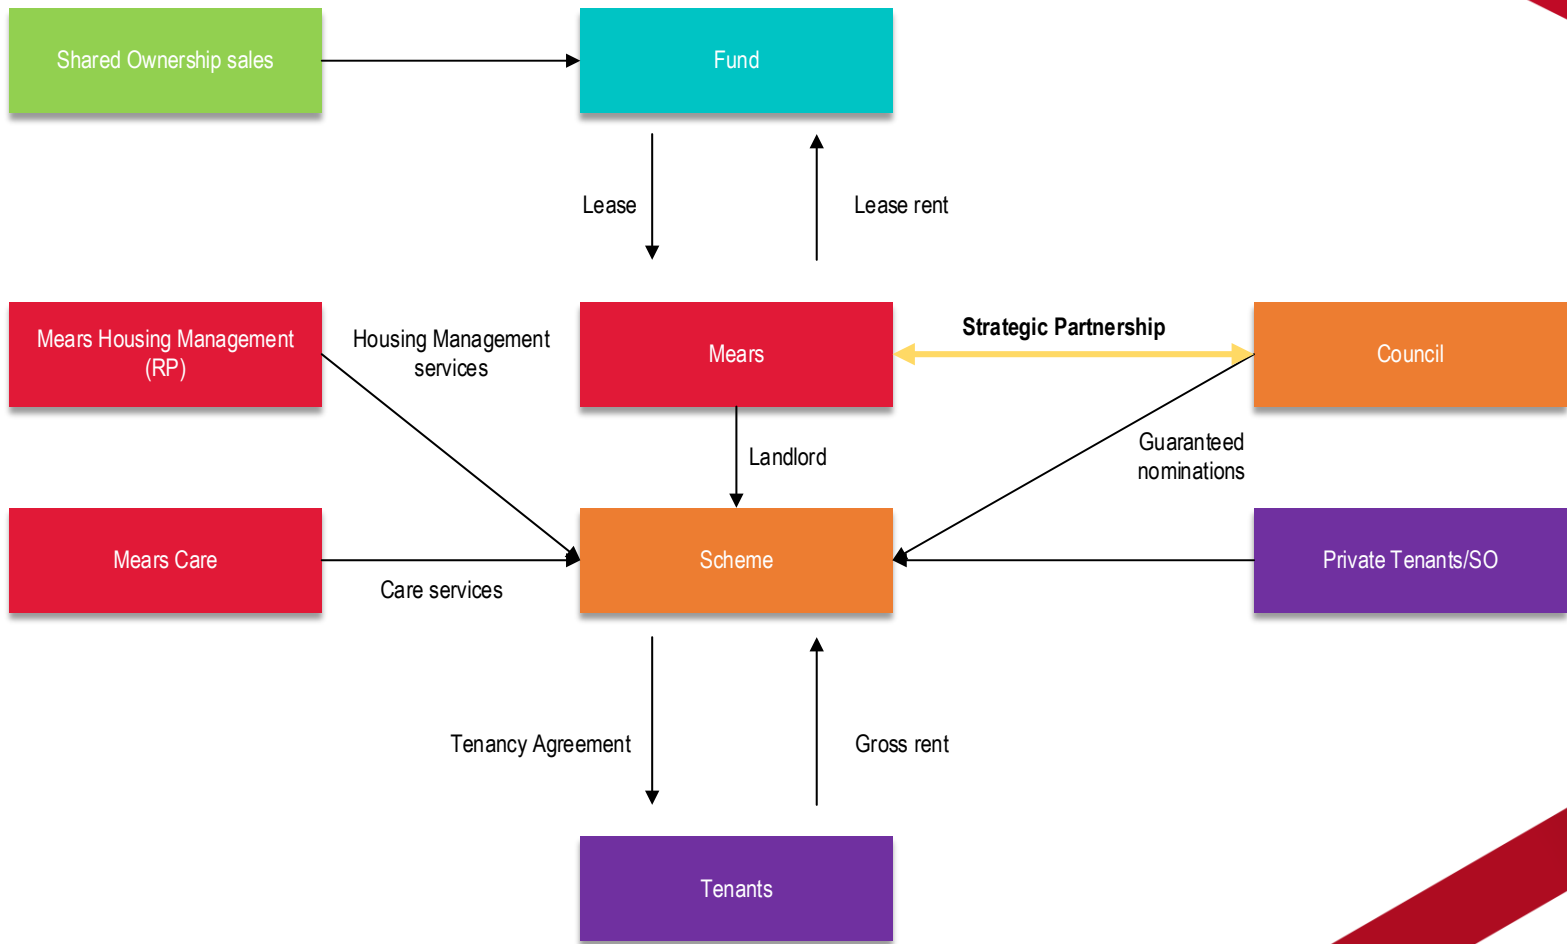 Shared Ownership sales
Fund
Lease
Lease rent
Mears Housing Management
(RP)
Housing Management
services
Mears
Strategic Partnership
Council
Landlord
Guaranteed
nominations
Mears Care
Care services
Scheme
Private Tenants/SO
Tenancy Agreement
Gross rent
Tenants